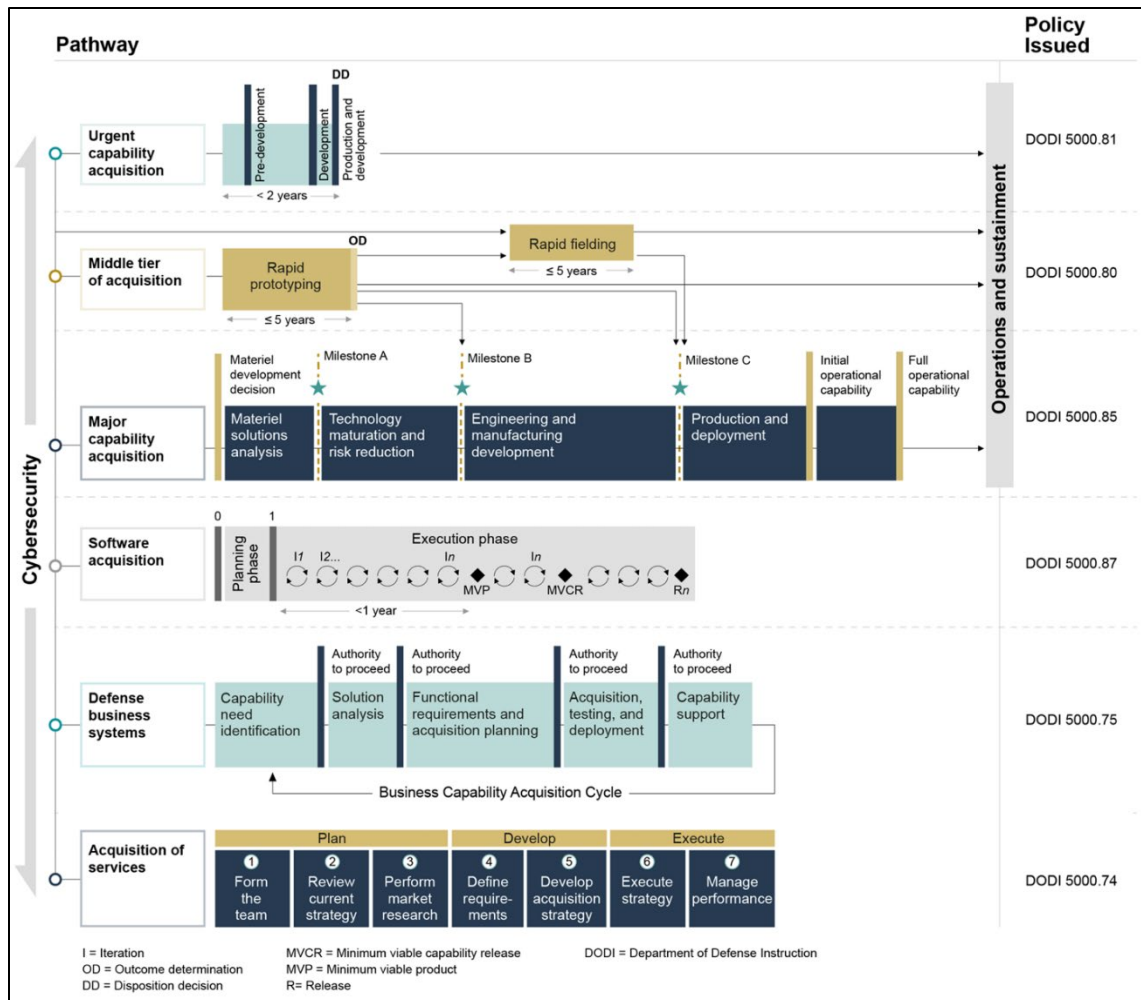 Pathway
Policy
Issued
Cybersecurity
Operations and sustainment
Urgent
capability
acquisition
Pre-development
Development
DD
Production and
development
< 2 years
DODI 5000.81
Middle tier
of acquisition
Rapid
prototyping
OD
≤ 5 years
Rapid fielding
≤ 5 years
DODI 5000.80
Major
capability
acquisition
Materiel
development
decision
Milestone A
Milestone B
Milestone C
Initial
operational
capability
Full
operational
capability
Materiel
solutions
analysis
Technology
maturation and
risk reduction
Engineering and
manufacturing
development
Production and
deployment
DODI 5000.85
Software
acquisition
0
1
Planning
phase
Execution phase
I1 I2... In In
MVP MVCR Rn
<1 year
DODI 5000.87
Defense
business
systems
Authority
to proceed
Authority
to proceed
Authority
to proceed
Authority
to proceed
Capability
need
identification
Solution
analysis
Functional
requirements and
acquisition planning
Acquisition,
testing, and
deployment
Capability
support
Business Capability Acquisition Cycle
DODI 5000.75
Acquisition of
services
Plan
Develop
Execute
1
Form
the
team
2
Review
current
strategy
3
Perform
market
research
4
Define
require-
ments
5
Develop
acquisition
strategy
6
Execute
strategy
7
Manage
performance
DODI 5000.74
I = Iteration
OD = Outcome determination
DD = Disposition decision
MVCR = Minimum viable capability release
MVP = Minimum viable product
R= Release
DODI = Department of Defense Instruction